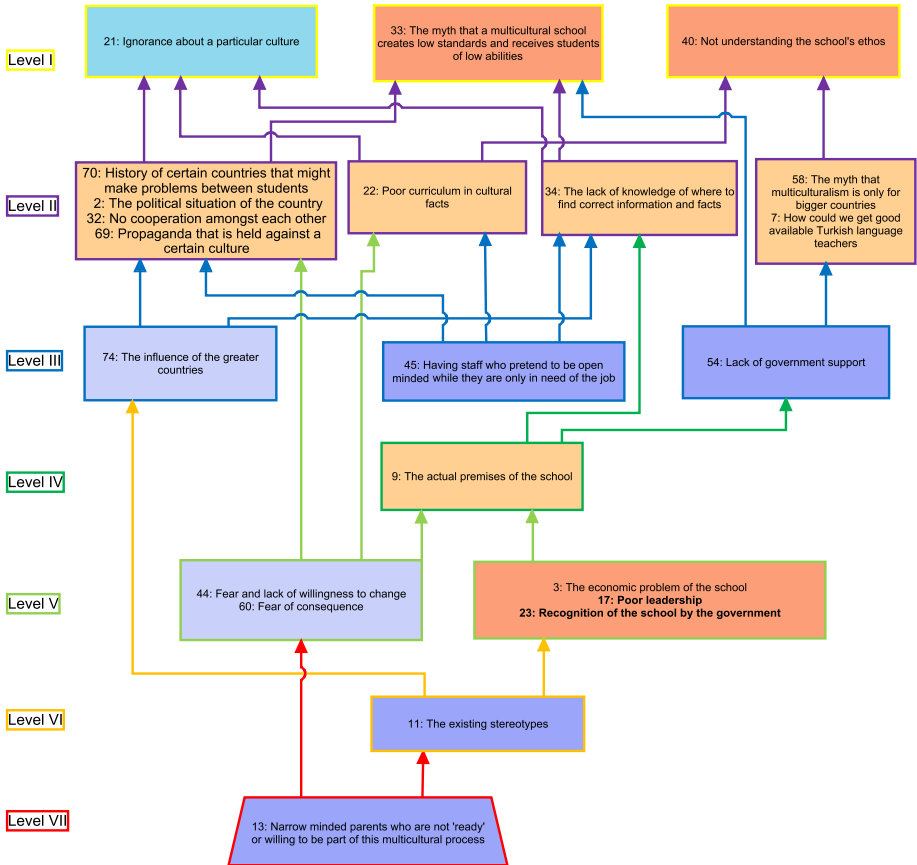 Level I
21: Ignorance about a particular culture
33: The myth that a multicultural school
creates low standards and receives students
of low abilities
40: Not understanding the school's ethos
Level II
70: History of certain countries that might
make problems between students
2: The political situation of the country
32: No cooperation amongst each other
69: Propaganda that is held against a
certain culture
22: Poor curriculum in cultural
facts
34: The lack of knowledge of where to
find correct information and facts
58: The myth that
multiculturalism is only for
bigger countries
7: How could we get good
available Turkish language
teachers
Level III
74: The influence of the greater
countries
45: Having staff who pretend to be open
minded while they are only in need of the job
54: Lack of government support
Level IV
9: The actual premises of the school
Level V
44: Fear and lack of willingness to change
60: Fear of consequence
3: The economic problem of the school
17: Poor leadership
23: Recognition of the school by the government
Level VI
11: The existing stereotypes
Level VII
13: Narrow minded parents who are not 'ready'
or willing to be part of this multicultural process